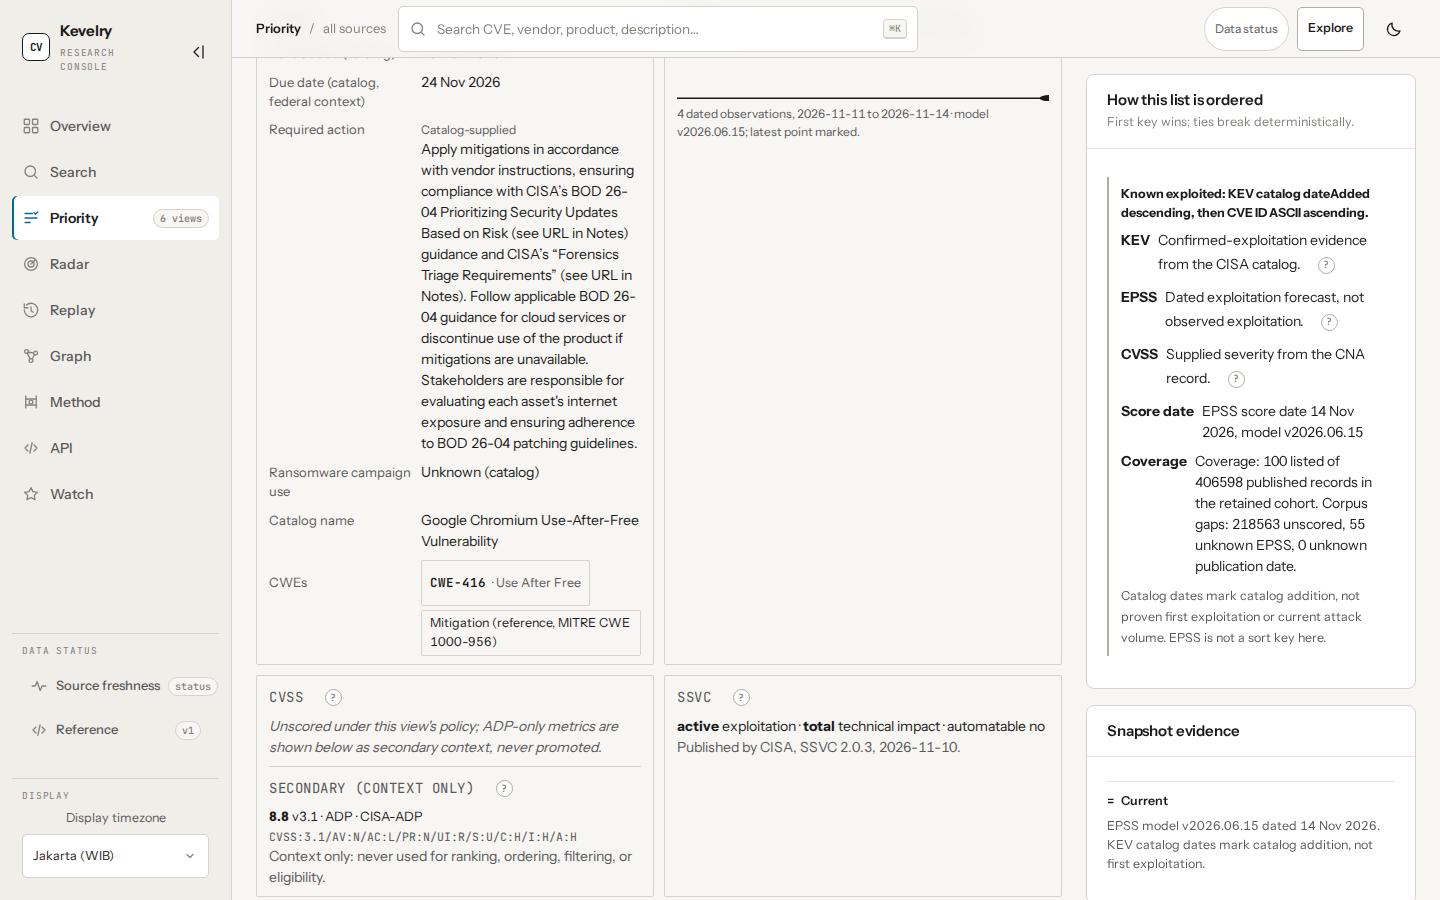 CV
Kevelry
RESEARCH
CONSOLE
Overview
Search
Priority
6 views
Radar
Replay
Graph
Method
API
Watch
DATA STATUS
Source freshness
status
Reference
v1
DISPLAY
Display timezone
Jakarta (WIB)
Priority / all sources
Search CVE, vendor, product, description...
⌘K
Data status
Explore
Due date (catalog,
federal context)
24 Nov 2026
Required action
Catalog-supplied
Apply mitigations in accordance
with vendor instructions, ensuring
compliance with CISA's BOD 26-
04 Prioritizing Security Updates
Based on Risk (see URL in Notes)
guidance and CISA's “Forensics
Triage Requirements” (see URL in
Notes). Follow applicable BOD 26-
04 guidance for cloud services or
discontinue use of the product if
mitigations are unavailable.
Stakeholders are responsible for
evaluating each asset's internet
exposure and ensuring adherence
to BOD 26-04 patching guidelines.
Ransomware campaign
use
Unknown (catalog)
Catalog name
Google Chromium Use-After-Free
Vulnerability
CWEs
CWE-416 · Use After Free
Mitigation (reference, MITRE CWE
1000-956)
4 dated observations, 2026-11-11 to 2026-11-14 · model
v2026.06.15; latest point marked.
CVSS ?
Unscored under this view's policy; ADP-only metrics are
shown below as secondary context, never promoted.
SECONDARY (CONTEXT ONLY) ?
8.8 v3.1 · ADP · CISA-ADP
CVSS:3.1/AV:N/AC:L/PR:N/UI:R/S:U/C:H/I:H/A:H
Context only: never used for ranking, ordering, filtering, or
eligibility.
SSVC ?
active exploitation · total technical impact · automatable no
Published by CISA, SSVC 2.0.3, 2026-11-10.
How this list is ordered
First key wins; ties break deterministically.
Known exploited: KEV catalog dateAdded
descending, then CVE ID ASCII ascending.
KEV Confirmed-exploitation evidence
from the CISA catalog. ?
EPSS Dated exploitation forecast, not
observed exploitation. ?
CVSS Supplied severity from the CNA
record. ?
Score date EPSS score date 14 Nov
2026, model v2026.06.15
Coverage Coverage: 100 listed of
406598 published records in
the retained cohort. Corpus
gaps: 218563 unscored, 55
unknown EPSS, 0 unknown
publication date.
Catalog dates mark catalog addition, not
proven first exploitation or current attack
volume. EPSS is not a sort key here.
Snapshot evidence
= Current
EPSS model v2026.06.15 dated 14 Nov 2026.
KEV catalog dates mark catalog addition, not
first exploitation.